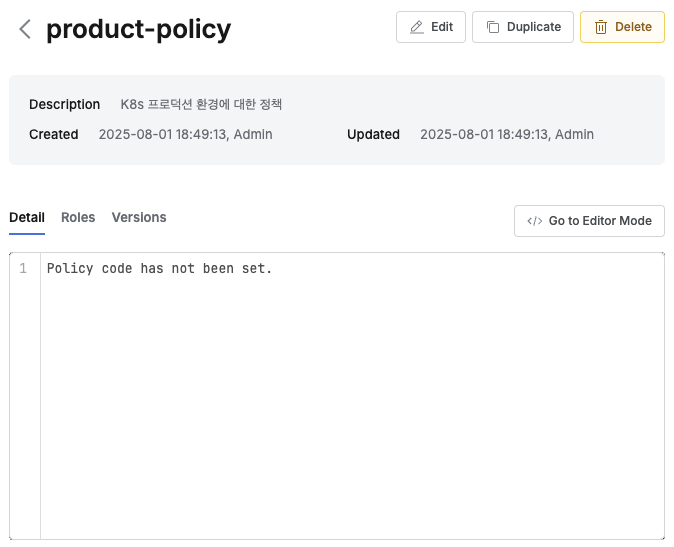 product-policy
Edit
Duplicate
Delete
Description K8s 프로덕션 환경에 대한 정책
Created 2025-08-01 18:49:13, Admin Updated 2025-08-01 18:49:13, Admin
Detail Roles Versions
</> Go to Editor Mode
1 Policy code has not been set.